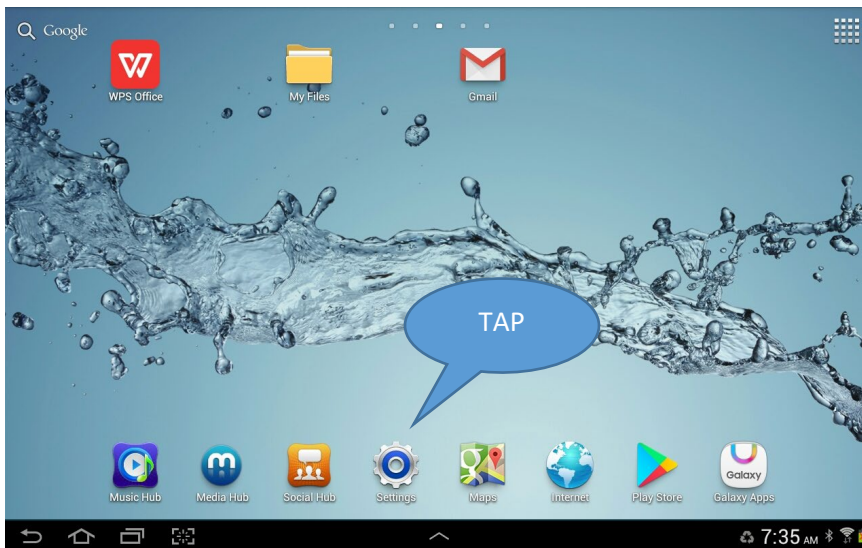 Google
WPS Office
My Files
Gmail
TAP
Music Hub
Media Hub
Social Hub
Settings
Maps
Internet
Play Store
Galaxy
Galaxy Apps
7:35 AM